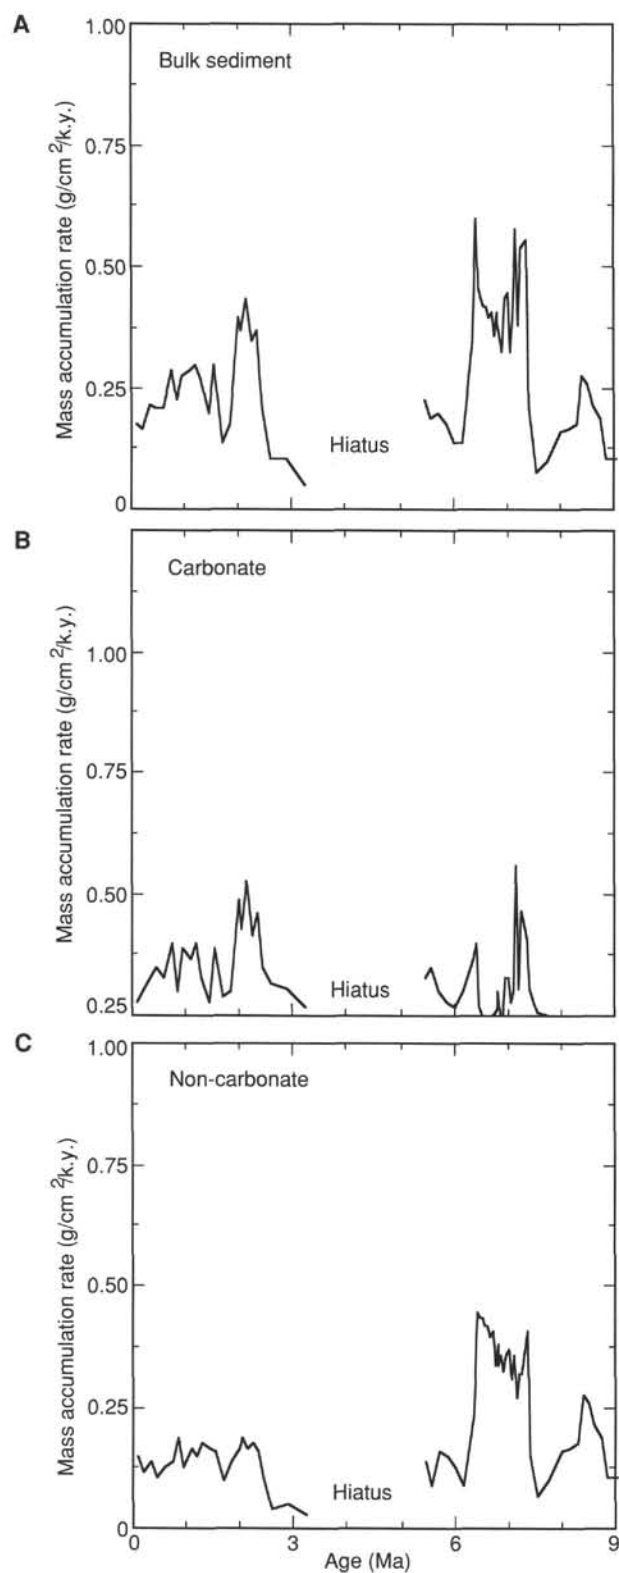 A
1.00
Bulk sediment
0.75
0.50
0.25
0
Mass accumulation rate (g/cm²/k.y.)
Hiatus
B
Carbonate
1.00
0.75
0.50
0.25
Mass accumulation rate (g/cm²/k.y.)
Hiatus
C
1.00
Non-carbonate
0.75
0.50
0.25
0
Mass accumulation rate (g/cm²/k.y.)
Hiatus
0 3 6 9
Age (Ma)